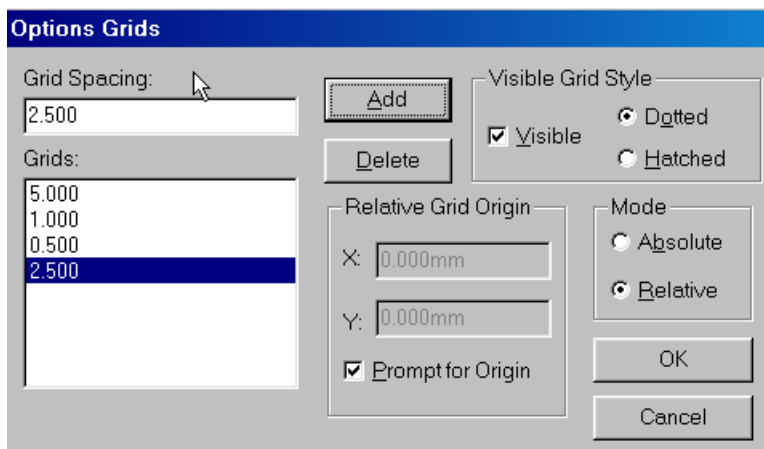 Options Grids
Grid Spacing:
2.500
Add
Delete
Visible Grid Style
Visible
Dotted
Hatched
Grids:
5.000
1.000
0.500
2.500
Relative Grid Origin
X: 0.000mm
Y: 0.000mm
Prompt for Origin
Mode
Absolute
Relative
OK
Cancel